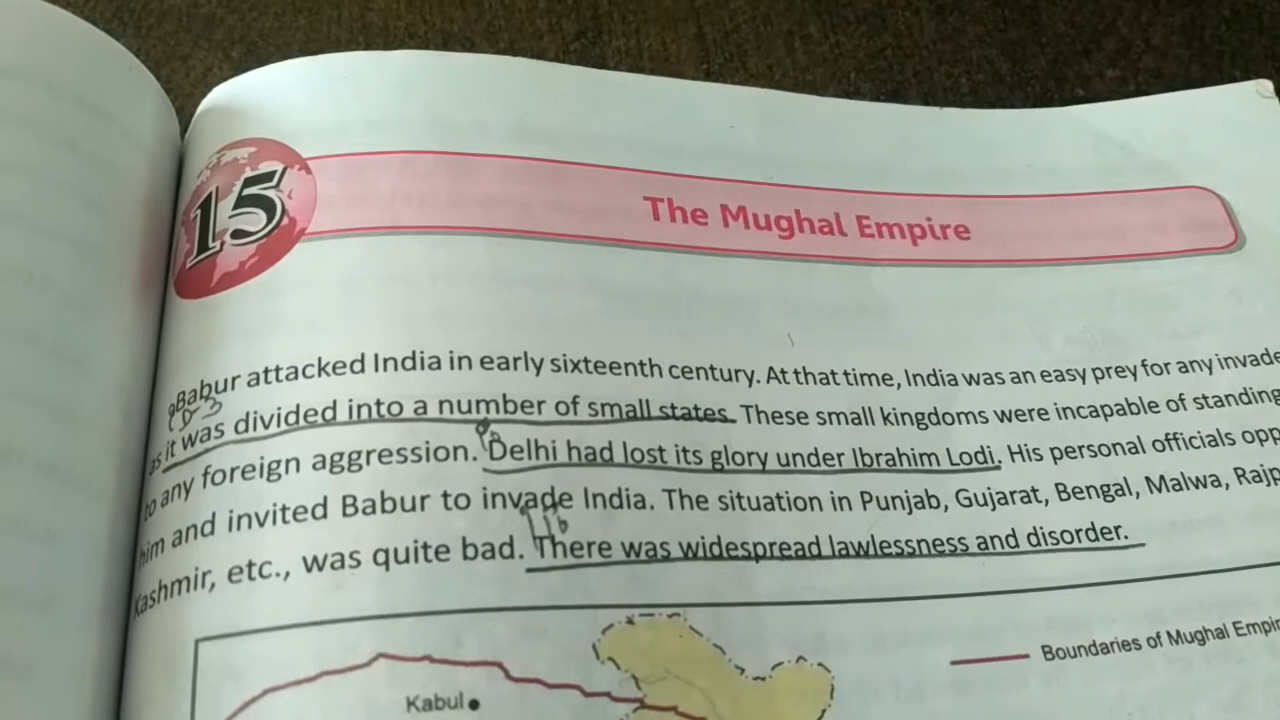 15
The Mughal Empire
Babur attacked India in early sixteenth century. At that time, India was an easy prey for any invade
as it was divided into a number of small states. These small kingdoms were incapable of standing
to any foreign aggression. Delhi had lost its glory under Ibrahim Lodi. His personal officials opp
him and invited Babur to invade India. The situation in Punjab, Gujarat, Bengal, Malwa, Rajp
Kashmir, etc., was quite bad. There was widespread lawlessness and disorder.
Boundaries of Mughal Empir
Kabul